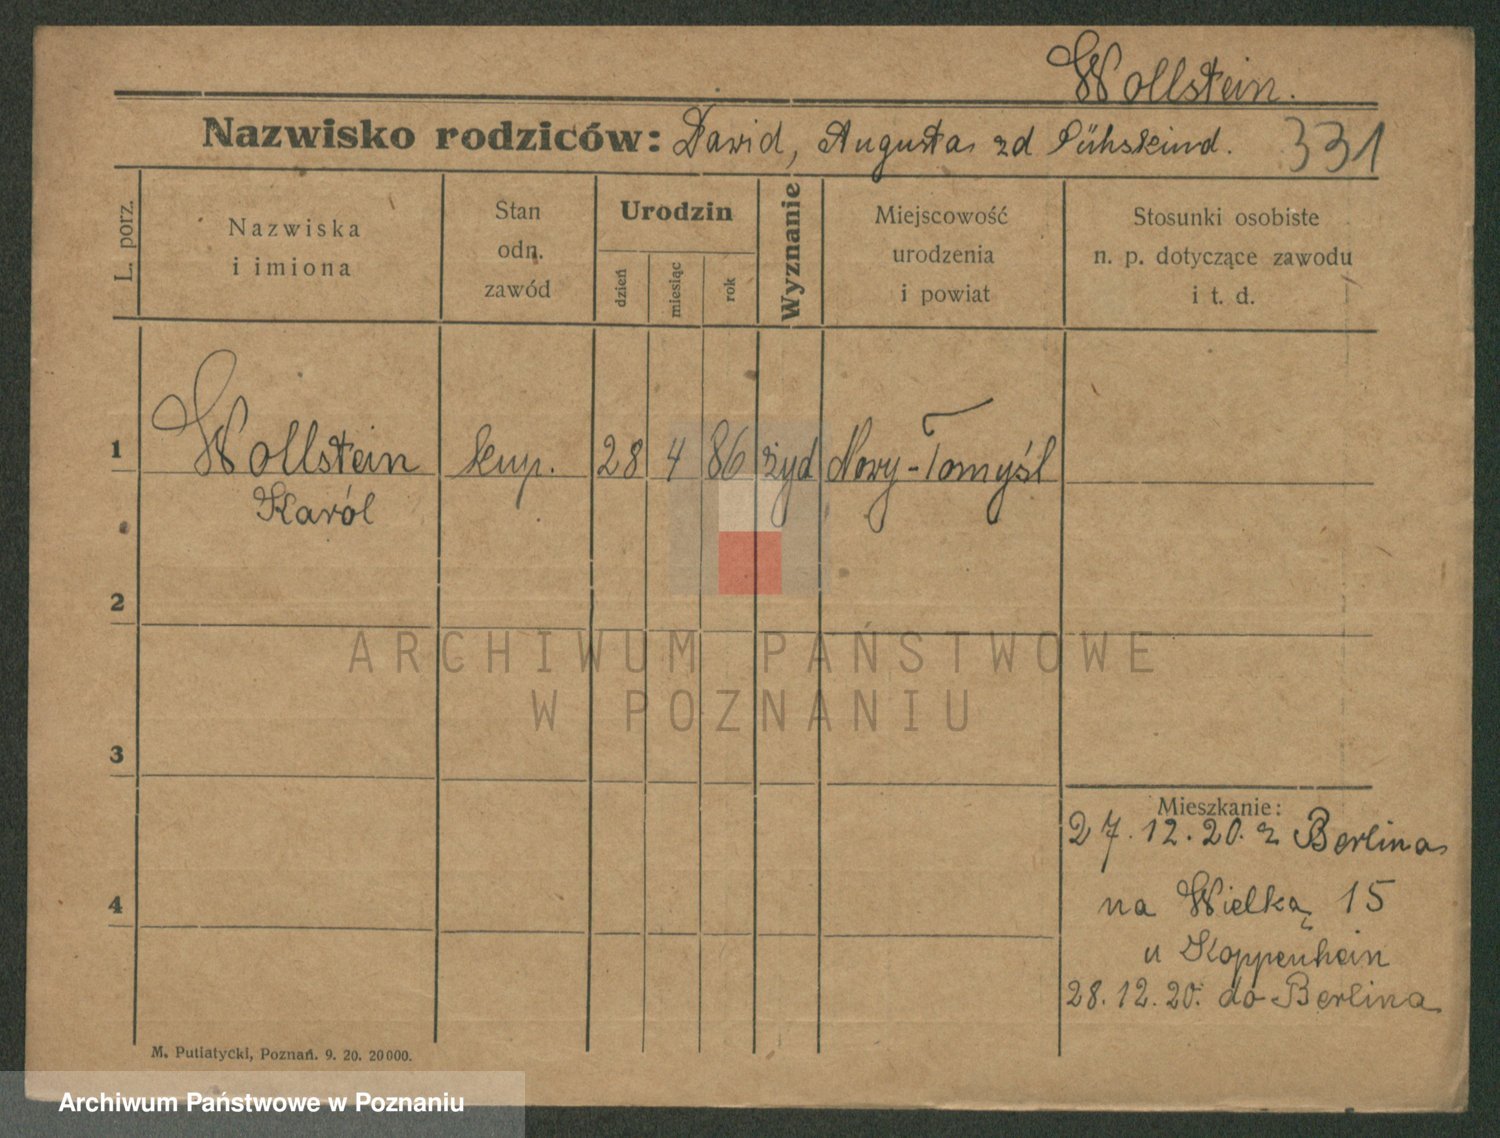 Wollstein.
Nazwisko rodziców: Dawid, Augusta zd 331
L. porz.
Nazwiska
i imiona
Stan
odn.
zawód
Urodzin
dzień
miesiąc
rok
Wyznanie
Miejscowość
urodzenia
i powiat
Stosunki osobiste
n. p. dotyczące zawodu
i t. d.
1 Wollstein kup. 28 4 86 żyd Nowy-Tomyśl
Karól
2
ARCHIWUM PAŃSTWOWE
W POZNANIU
3
Mieszkanie:
27.12.20. z Berlina
na Wielką 15
4
u Koppenhein
28.12.20. do Berlina
M. Putiatycki, Poznań. 9. 20. 20000.
Archiwum Państwowe w Poznaniu